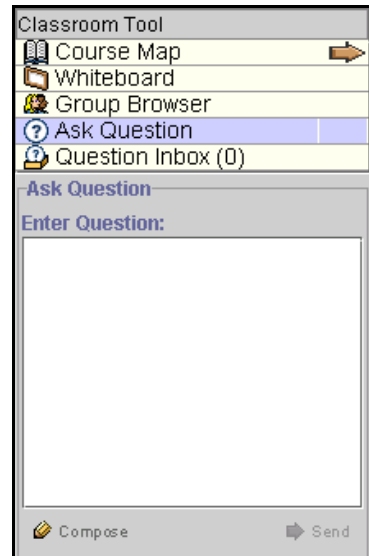 Classroom Tool
Course Map
Whiteboard
Group Browser
Ask Question
Question Inbox (0)
Ask Question
Enter Question:
Compose Send